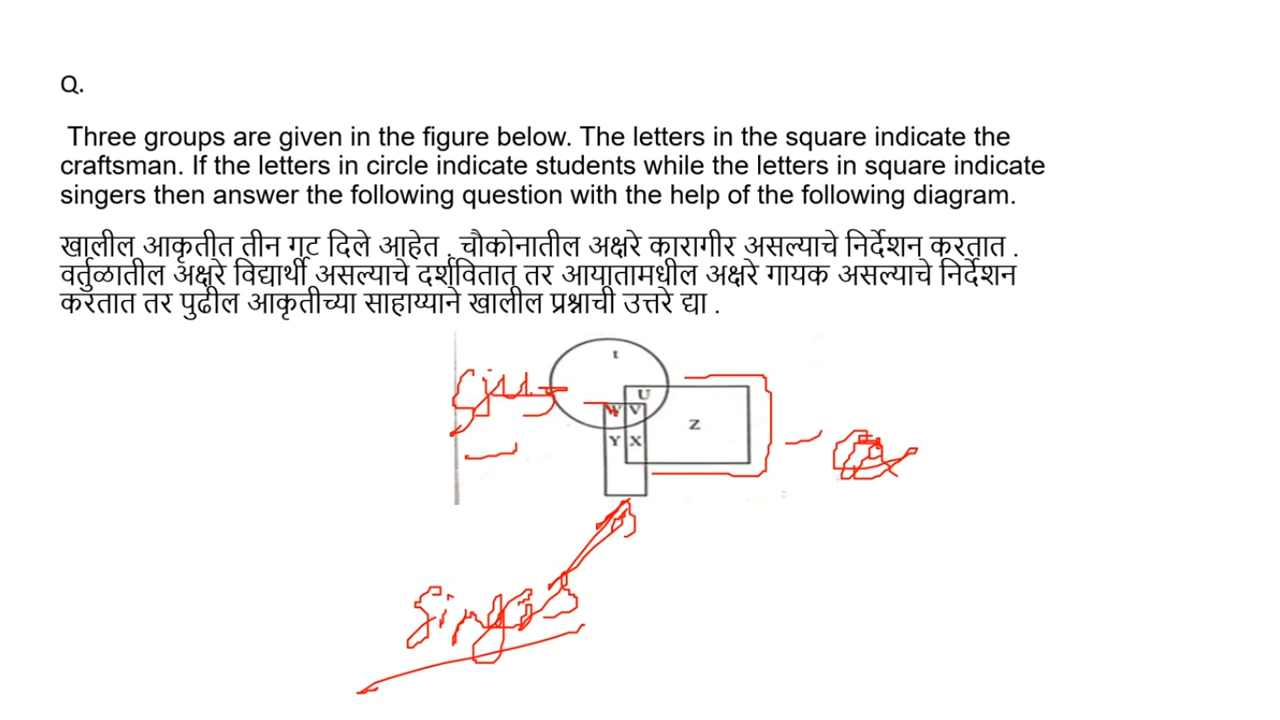 Q.
Three groups are given in the figure below. The letters in the square indicate the
craftsman. If the letters in circle indicate students while the letters in square indicate
singers then answer the following question with the help of the following diagram.
खालील आकृतीत तीन गट दिले आहेत . चौकोनातील अक्षरे कारागीर असल्याचे निर्देशन करतात .
वर्तुळातील अक्षरे विद्यार्थी असल्याचे दर्शवितात तर आयातामधील अक्षरे गायक असल्याचे निर्देशन
करतात तर पुढील आकृतीच्या साहाय्याने खालील प्रश्नाची उत्तरे द्या .
t
U
W V
Z
Y X